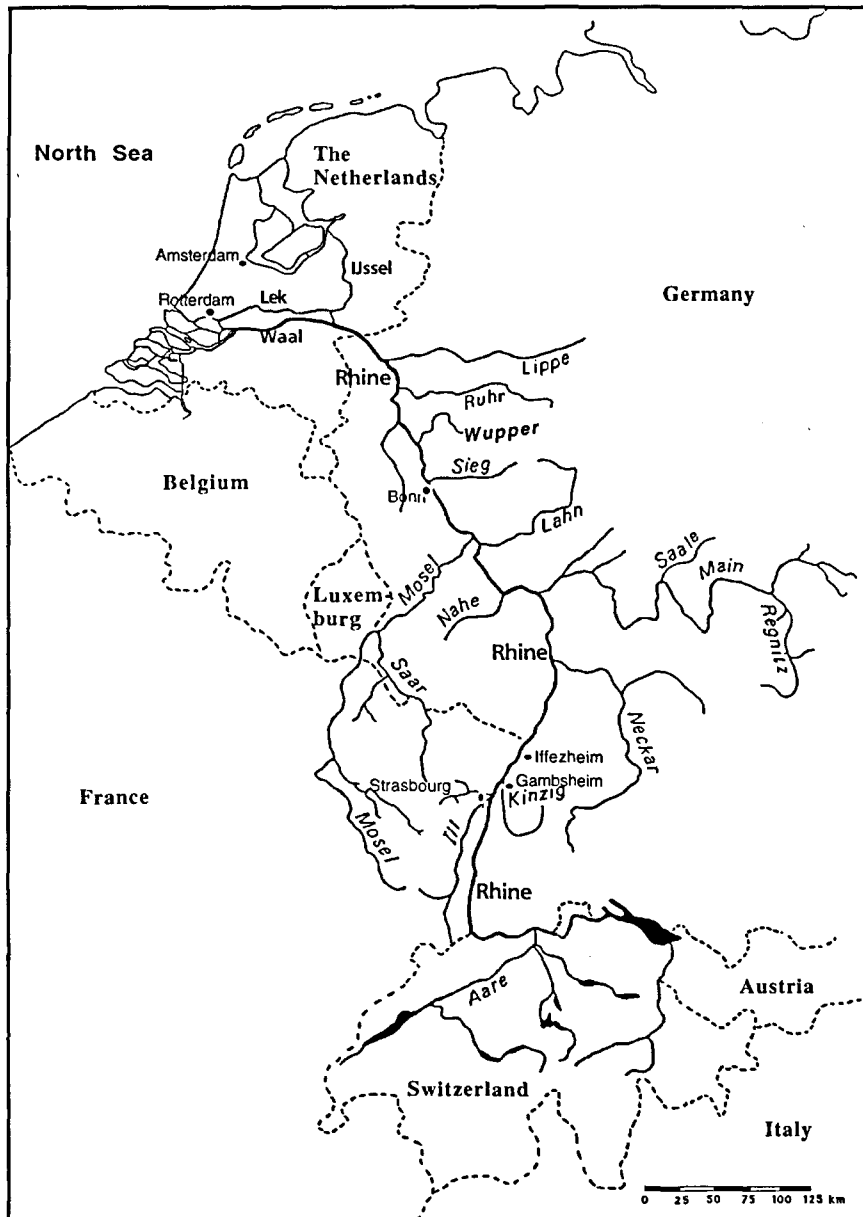 North Sea
The
Netherlands
Amsterdam
IJssel
Rotterdam
Lek
Germany
Waal
Rhine
Lippe
Ruhr
Wupper
Sieg
Belgium
Bonn
Lahn
Saale
Main
Mosel
Luxem-
burg
Nahe
Regnitz
Rhine
Saar
Neckar
Iffezheim
Strasbourg
Gambsheim
Kinzig
France
Mosel
Ill
Rhine
Aare
Austria
Switzerland
Italy
0 25 50 75 100 125 km